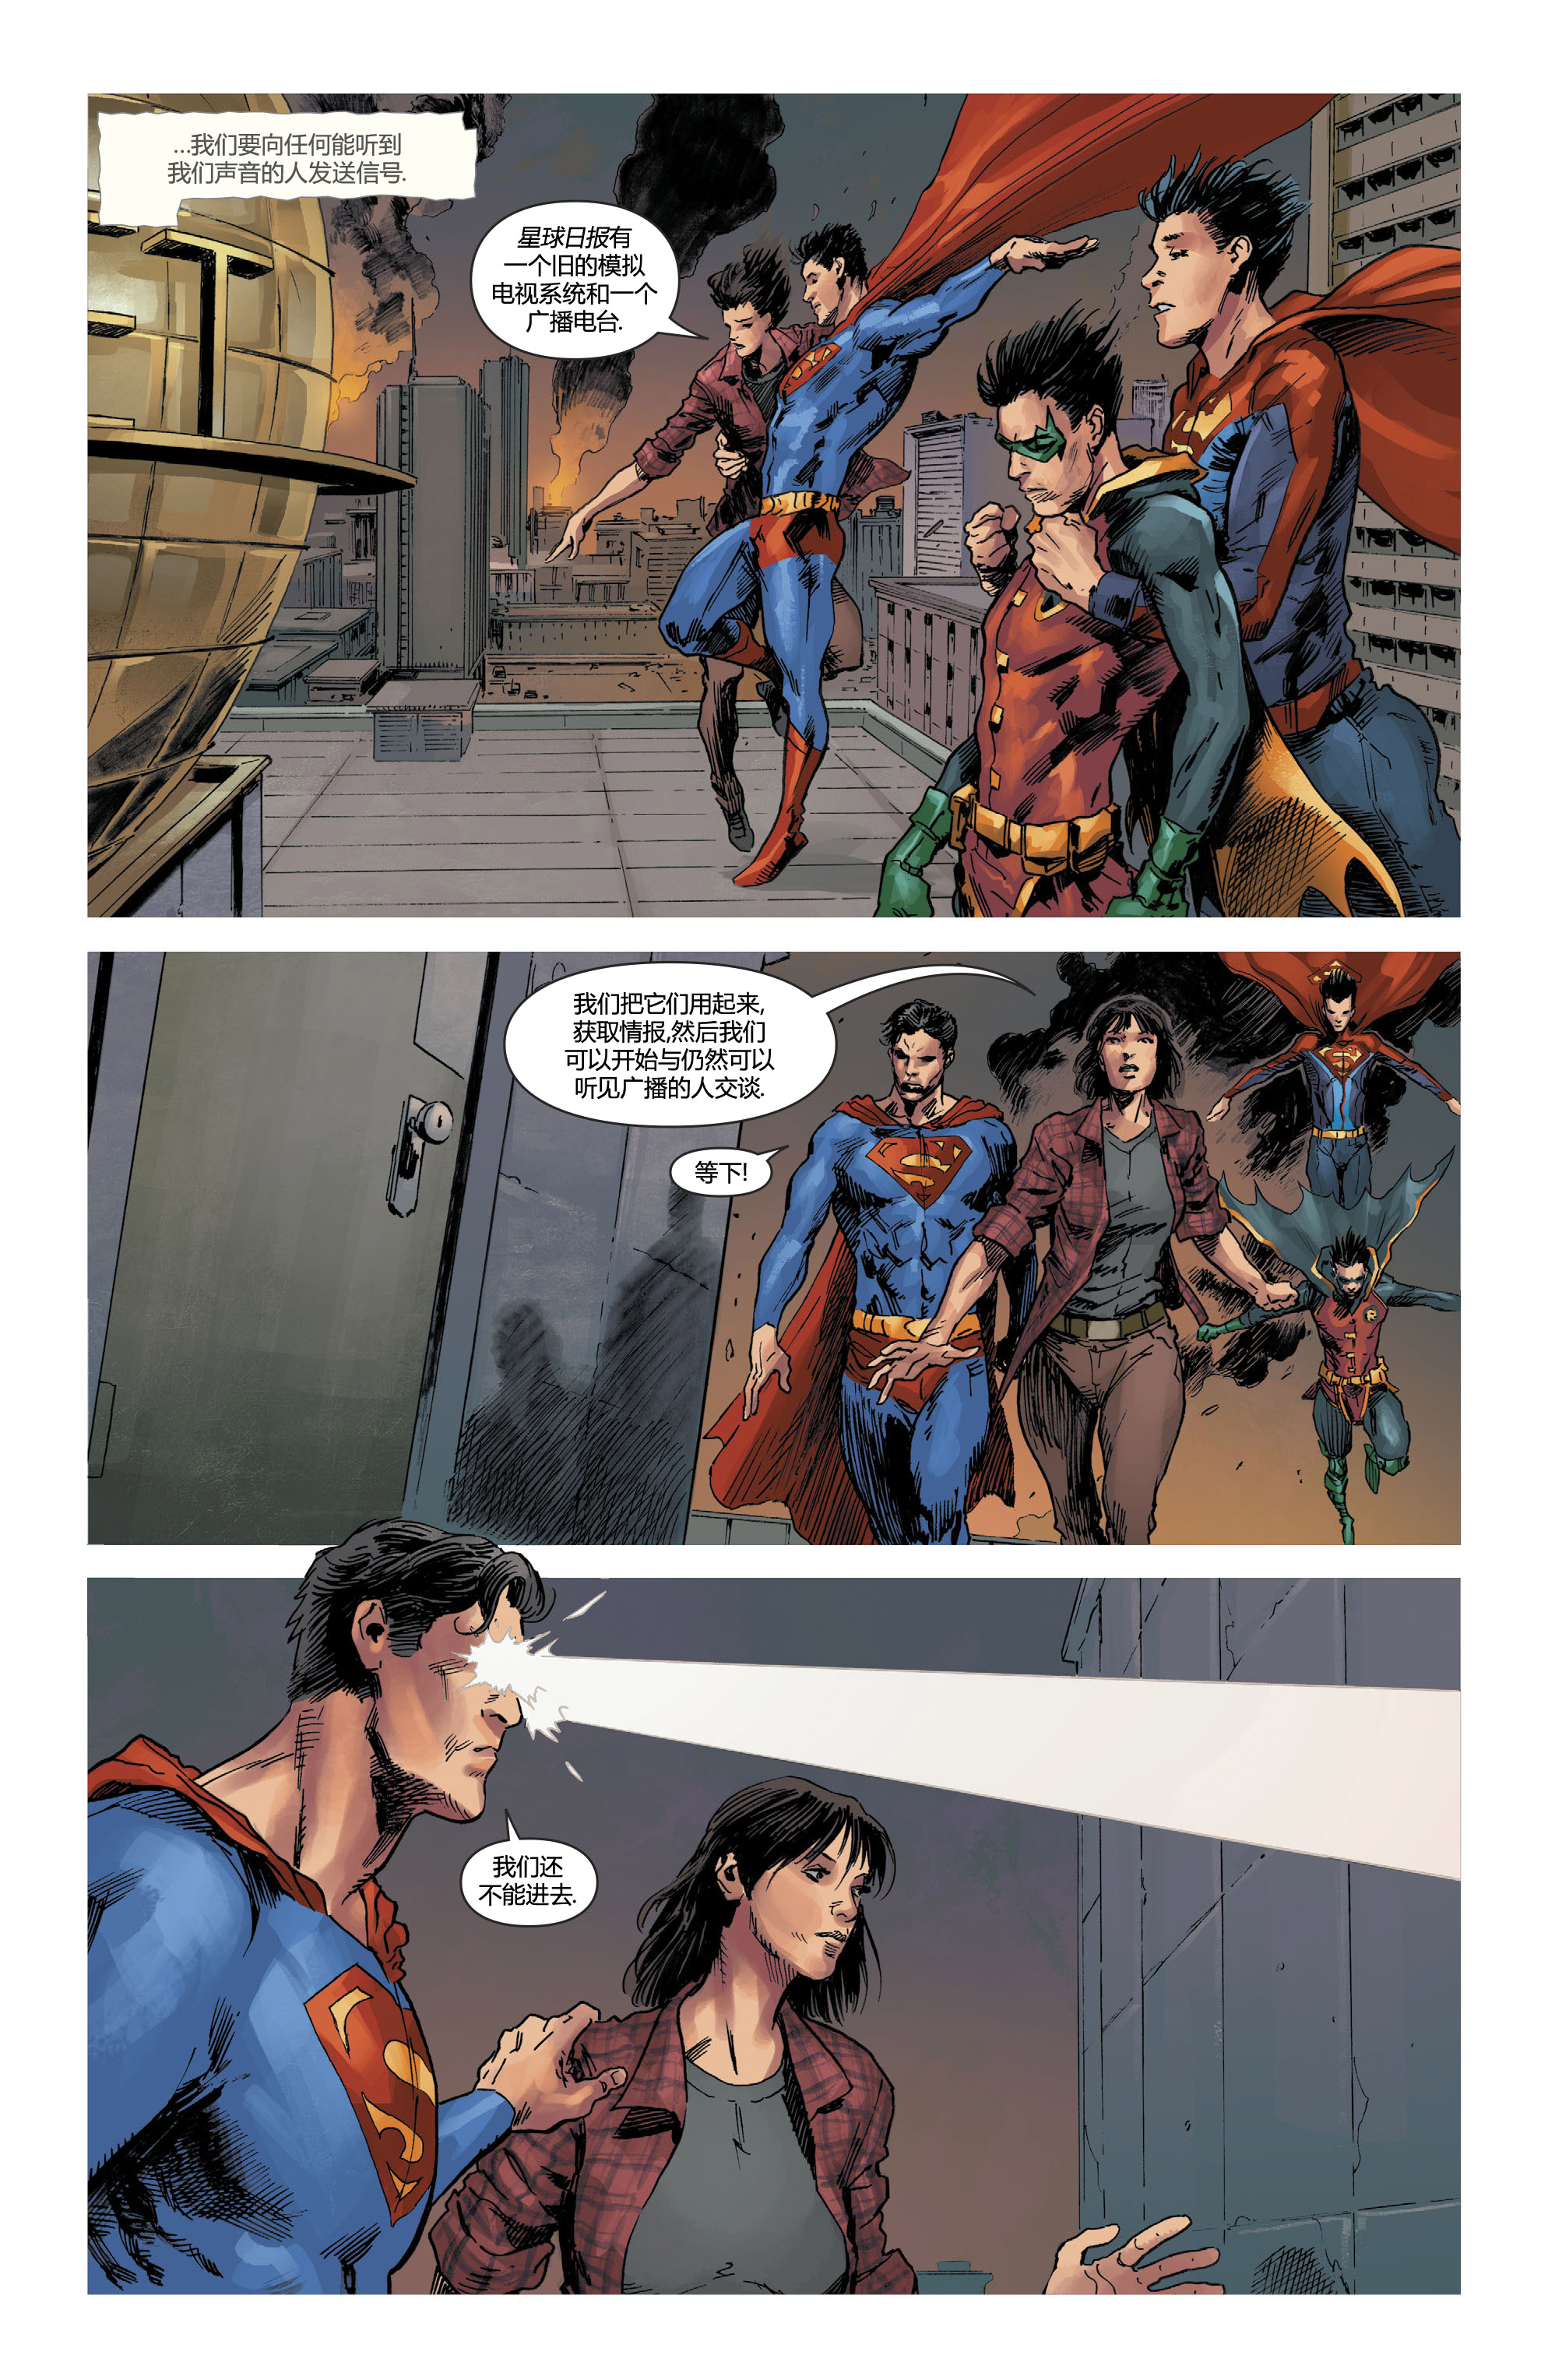 …我们要向任何能听到
我们声音的人发送信号.
星球日报有
一个旧的模拟
电视系统和一个
广播电台.
我们把它们用起来,
获取情报,然后我们
可以开始与仍然可以
听见广播的人交谈.
等下!
R
我们还
不能进去.